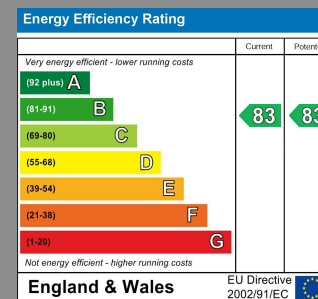 Energy Efficiency Rating
Current Potent
Very energy efficient - lower running costs
(92 plus) A
(81-91) B
83 83
(69-80) C
(55-68) D
(39-54) E
(21-38) F
(1-20) G
Not energy efficient - higher running costs
England & Wales
EU Directive
2002/91/EC